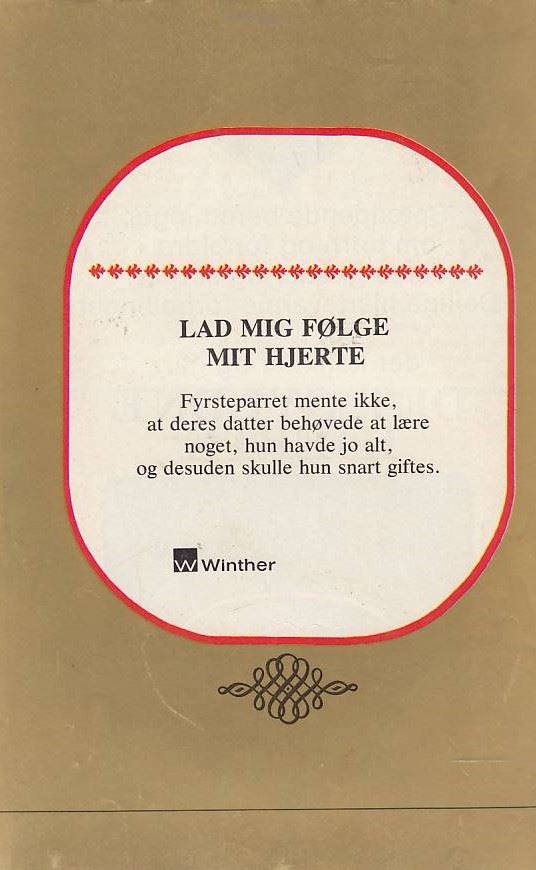 LAD MIG FØLGE
MIT HJERTE
Fyrsteparret mente ikke,
at deres datter behøvede at lære
noget, hun havde jo alt,
og desuden skulle hun snart giftes.
W Winther